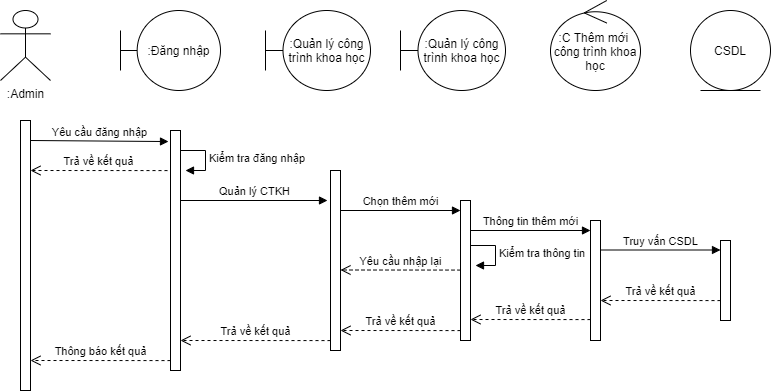 :Admin
:Đăng nhập
:Quản lý công
trình khoa học
:Quản lý công
trình khoa học
:C Thêm mới
công trình khoa
học
CSDL
Yêu cầu đăng nhập
Kiểm tra đăng nhập
Trả về kết quả
Quản lý CTKH
Chọn thêm mới
Thông tin thêm mới
Truy vấn CSDL
Kiểm tra thông tin
Yêu cầu nhập lại
Trả về kết quả
Trả về kết quả
Trả về kết quả
Trả về kết quả
Thông báo kết quả